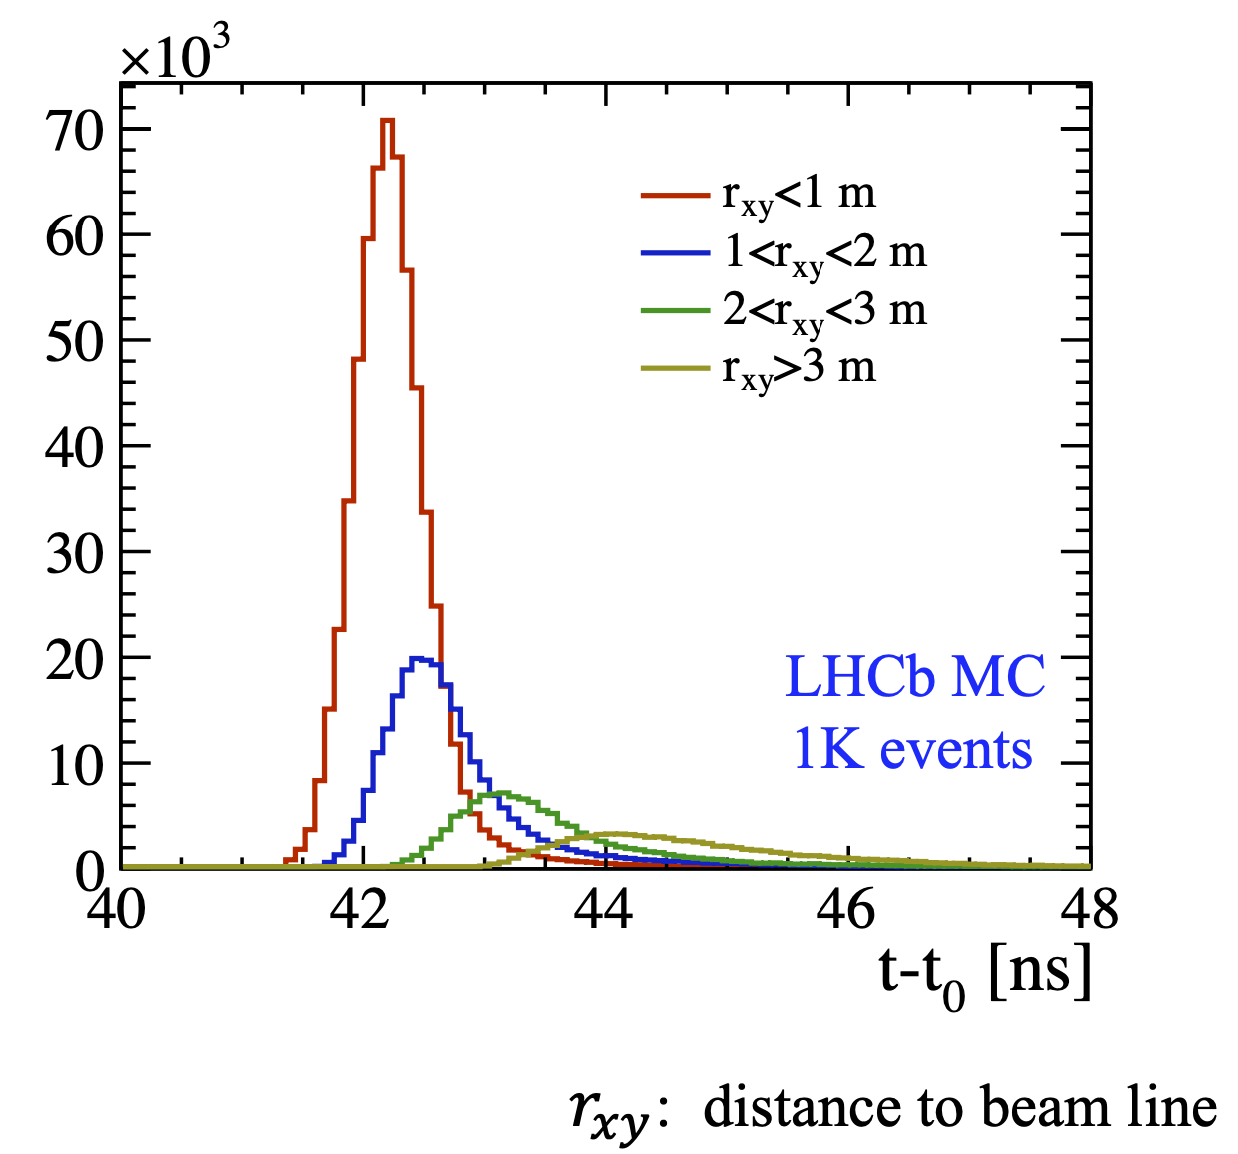 ×10³
70
60
50
40
30
20
10
0
r_xy<1 m
1<r_xy<2 m
2<r_xy<3 m
r_xy>3 m
LHCb MC
1K events
40 42 44 46 48
t-t₀ [ns]
r_xy: distance to beam line